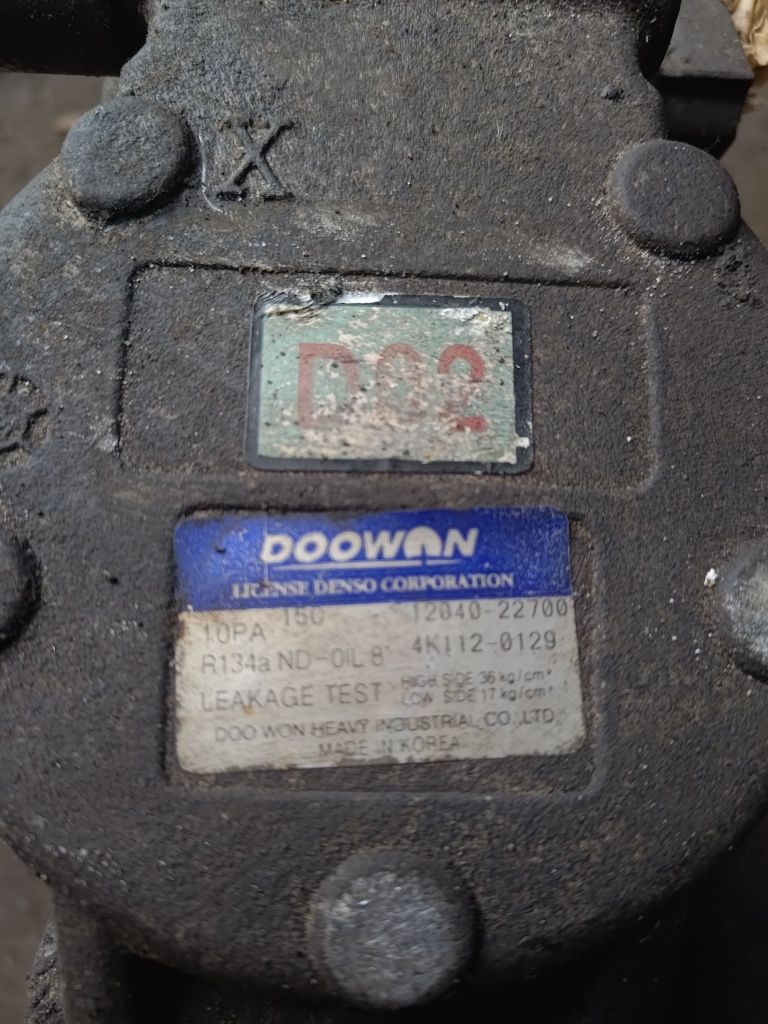 X
D02
DOOWON
LICENSE DENSO CORPORATION
10PA 15C 12040-22700
R134a ND-OIL 8 4K112-0129
LEAKAGE TEST HIGH SIDE 36 kg/cm² LOW SIDE 17 kg/cm²
DOO WON HEAVY INDUSTRIAL CO., LTD
MADE IN KOREA